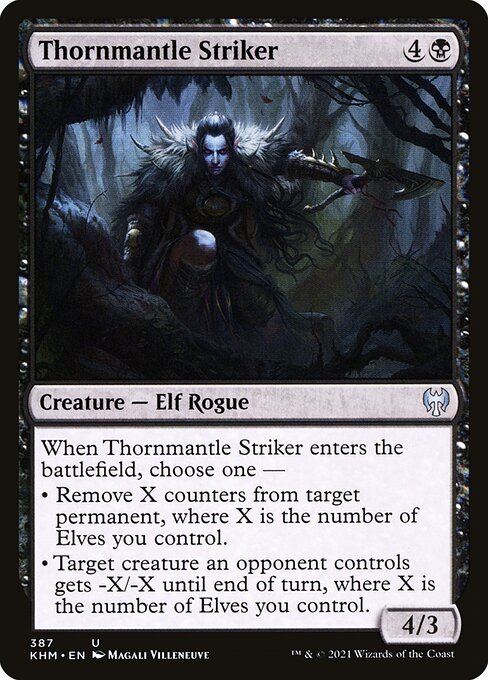 Thornmantle Striker 4
Creature — Elf Rogue
When Thornmantle Striker enters the
battlefield, choose one —
• Remove X counters from target
permanent, where X is the number of
Elves you control.
• Target creature an opponent controls
gets -X/-X until end of turn, where X is
the number of Elves you control.
4/3
387 U
KHM • EN Magali Villeneuve ™ & © 2021 Wizards of the Coast